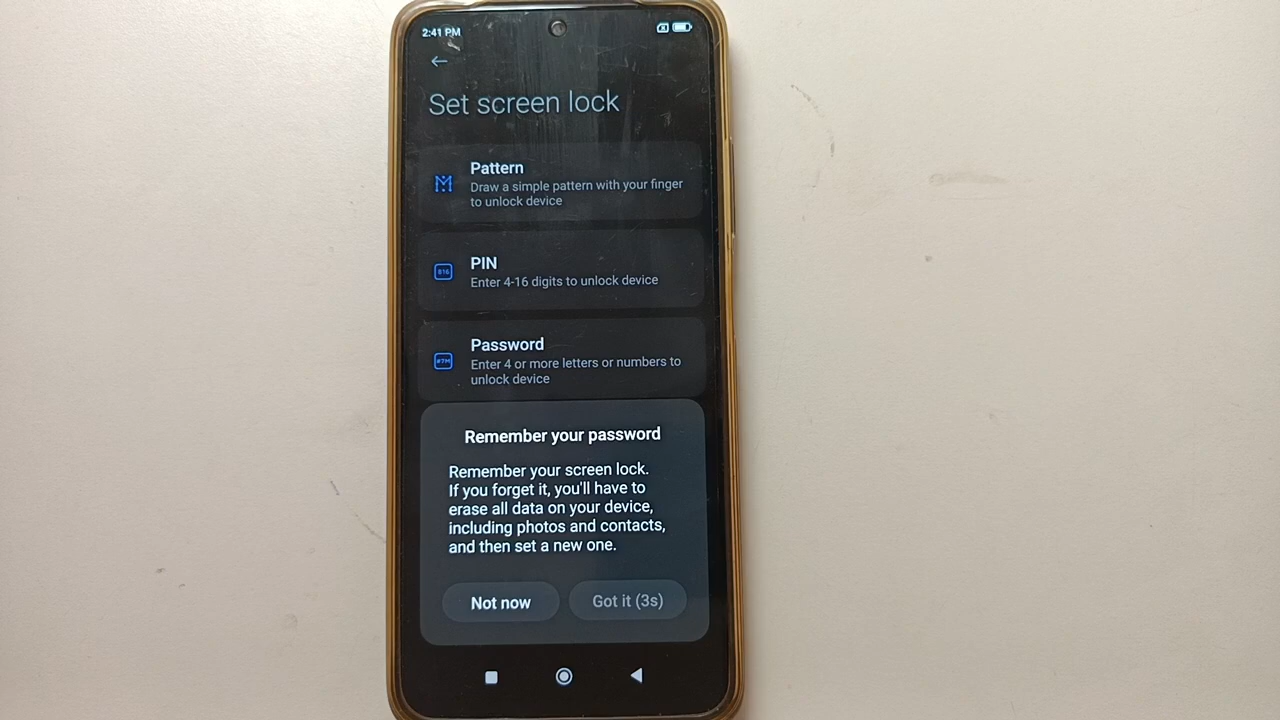 2:41 PM
Set screen lock
Pattern
Draw a simple pattern with your finger
to unlock device
PIN
Enter 4-16 digits to unlock device
Password
Enter 4 or more letters or numbers to
unlock device
Remember your password
Remember your screen lock.
If you forget it, you'll have to
erase all data on your device,
including photos and contacts,
and then set a new one.
Not now
Got it (3s)